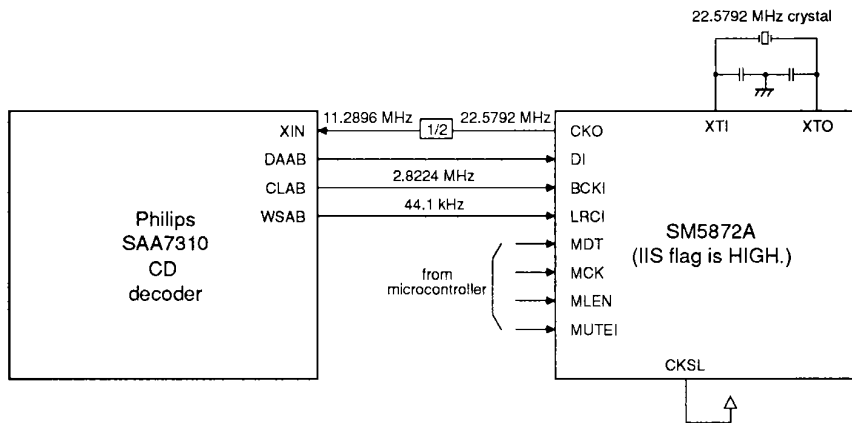 22.5792 MHz crystal
11.2896 MHz
1/2
22.5792 MHz
XIN
CKO
XTI
XTO
DAAB
DI
CLAB
2.8224 MHz
BCKI
WSAB
44.1 kHz
LRCI
Philips
SAA7310
CD
decoder
SM5872A
(IIS flag is HIGH.)
from
microcontroller
MDT
MCK
MLEN
MUTEI
CKSL